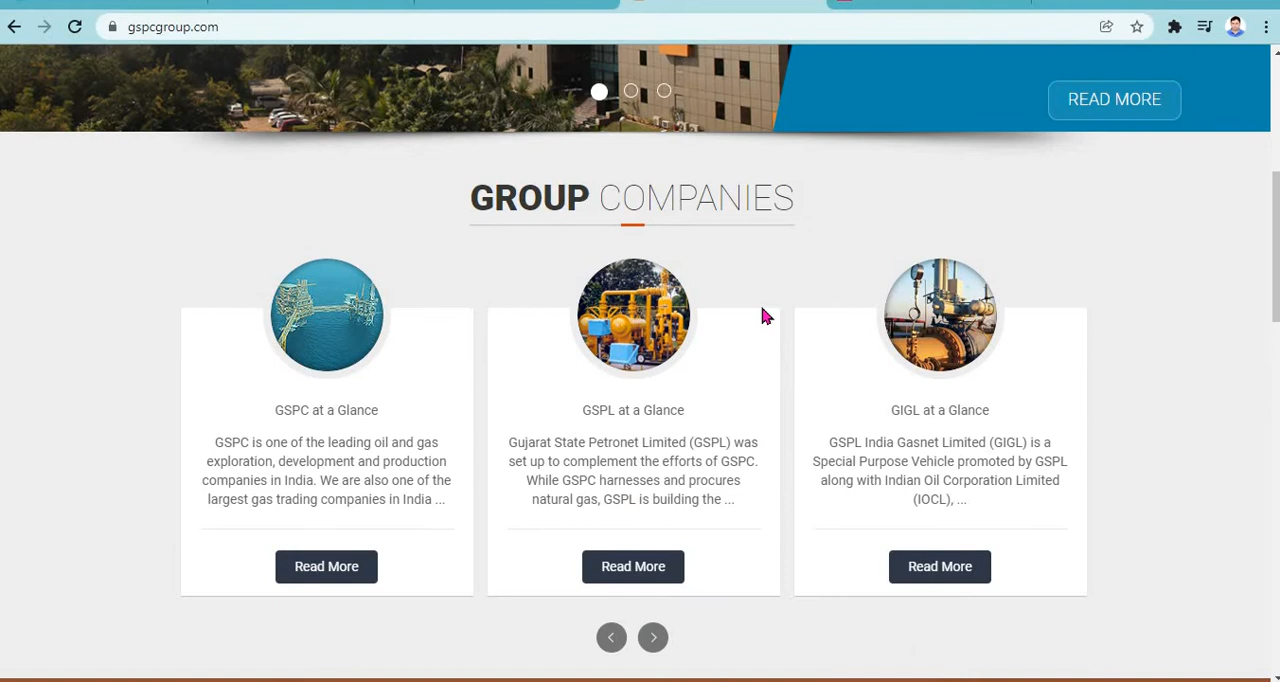 gspcgroup.com
READ MORE
GROUP COMPANIES
GSPC at a Glance
GSPC is one of the leading oil and gas
exploration, development and production
companies in India. We are also one of the
largest gas trading companies in India ...
Read More
GSPL at a Glance
Gujarat State Petronet Limited (GSPL) was
set up to complement the efforts of GSPC.
While GSPC harnesses and procures
natural gas, GSPL is building the ...
Read More
GIGL at a Glance
GSPL India Gasnet Limited (GIGL) is a
Special Purpose Vehicle promoted by GSPL
along with Indian Oil Corporation Limited
(IOCL), ...
Read More